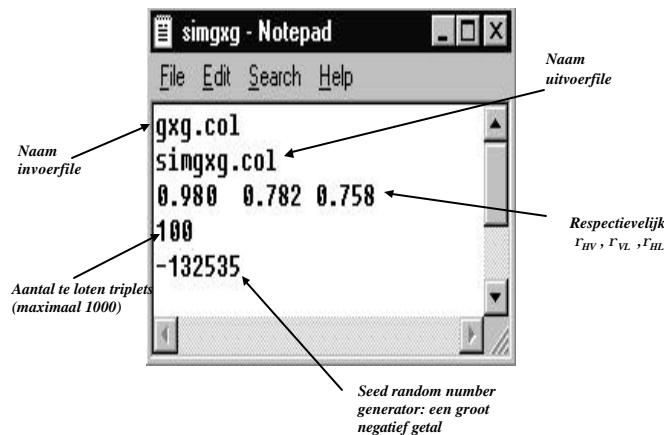 simgxg - Notepad
File Edit Search Help
gxg.col
simgxg.col
0.980 0.782 0.758
100
-132535
Naam
uitvoerfile
Naam
invoerfile
Respectievelijk
r_HV , r_VL ,r_HL
Aantal te loten triplets
(maximaal 1000)
Seed random number
generator: een groot
negatief getal